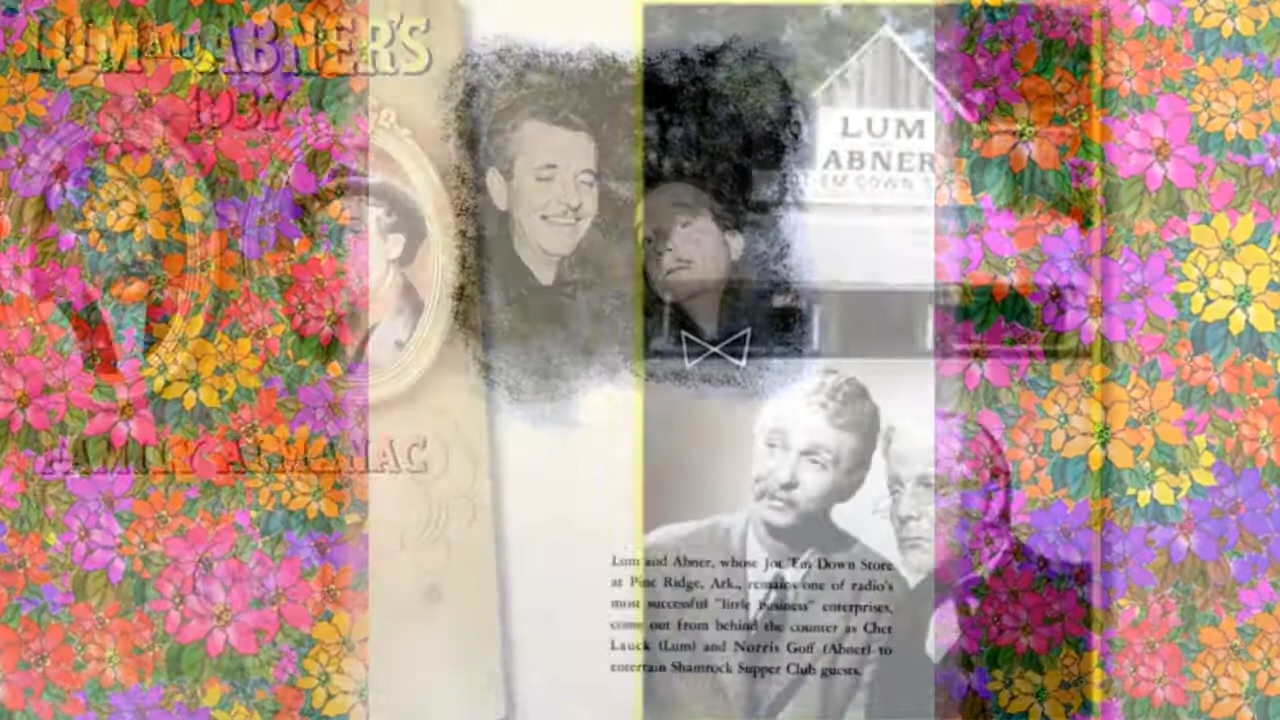 LUM AND ABNER'S
1937
FAMILY ALMANAC
LUM
ABNER
Lum and Abner, whose Jot 'Em Down Store
at Pine Ridge, Ark., remains one of radio's
most successful "little business" enterprises,
come out from behind the counter as Chet
Lauck (Lum) and Norris Goff (Abner) to
entertain Shamrock Supper Club guests.